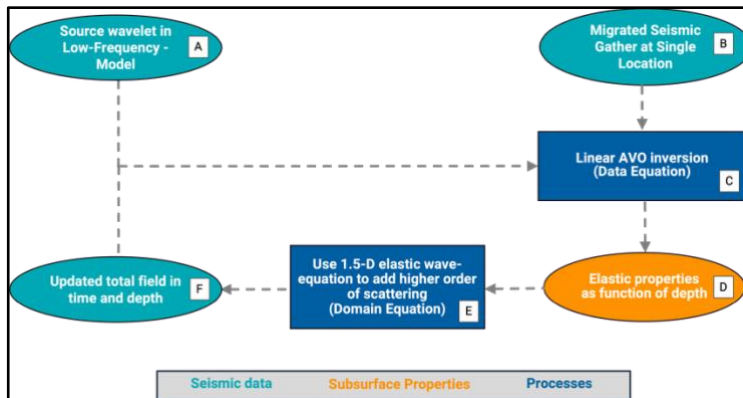 Source wavelet in
Low-Frequency -
Model
A
Migrated Seismic
Gather at Single
Location
B
Linear AVO inversion
(Data Equation)
C
Updated total field in
time and depth
F
Use 1.5-D elastic wave-
equation to add higher order
of scattering
(Domain Equation)
E
Elastic properties
as function of depth
D
Seismic data
Subsurface Properties
Processes